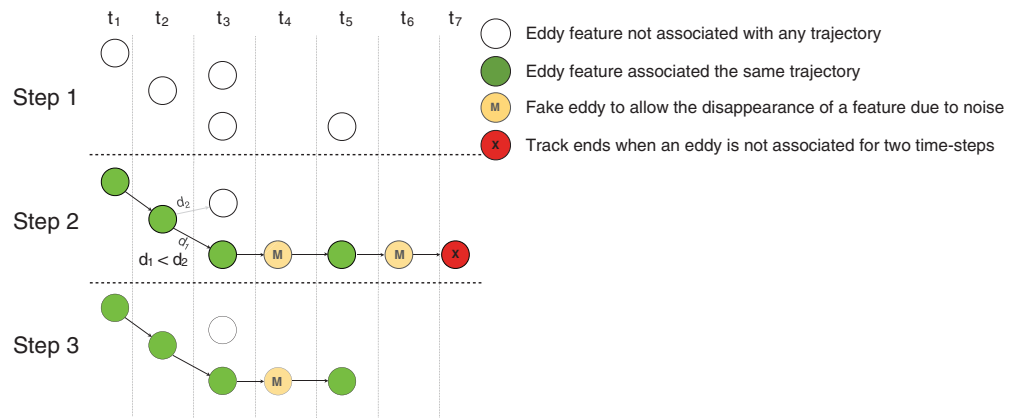 t1 t2 t3 t4 t5 t6 t7
Eddy feature not associated with any trajectory
Eddy feature associated the same trajectory
M Fake eddy to allow the disappearance of a feature due to noise
X Track ends when an eddy is not associated for two time-steps
Step 1
Step 2
d2
d1
d1 < d2
M M X
Step 3
M